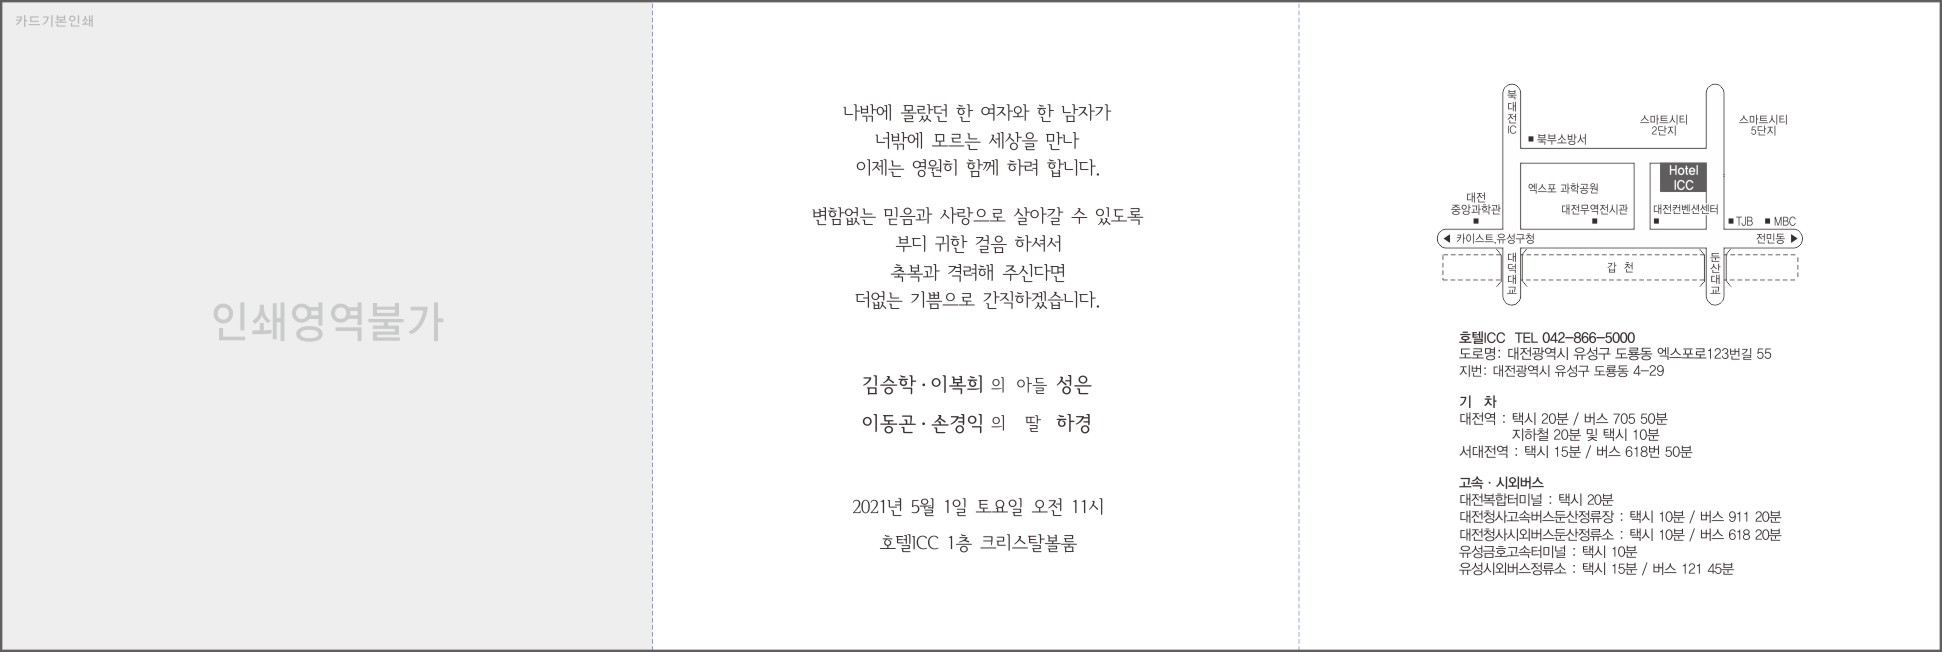 카드기본인쇄
인쇄영역불가
나밖에 몰랐던 한 여자와 한 남자가
너밖에 모르는 세상을 만나
이제는 영원히 함께 하려 합니다.
변함없는 믿음과 사랑으로 살아갈 수 있도록
부디 귀한 걸음 하셔서
축복과 격려해 주신다면
더없는 기쁨으로 간직하겠습니다.
김승학 · 이복희 의 아들 성은
이동곤 · 손경익 의 딸 하경
2021년 5월 1일 토요일 오전 11시
호텔ICC 1층 크리스탈볼룸
북대전IC
스마트시티
2단지
스마트시티
5단지
■ 북부소방서
Hotel
ICC
엑스포 과학공원
대전
중앙과학관
■
대전무역전시관
■
대전컨벤션센터
■
■ TJB ■ MBC
◀ 카이스트,유성구청
전민동 ▶
대덕대교
갑 천
둔산대교
호텔ICC TEL 042-866-5000
도로명: 대전광역시 유성구 도룡동 엑스포로123번길 55
지번: 대전광역시 유성구 도룡동 4-29
기 차
대전역 : 택시 20분 / 버스 705 50분
지하철 20분 및 택시 10분
서대전역 : 택시 15분 / 버스 618번 50분
고속 · 시외버스
대전복합터미널 : 택시 20분
대전청사고속버스둔산정류장 : 택시 10분 / 버스 911 20분
대전청사시외버스둔산정류소 : 택시 10분 / 버스 618 20분
유성금호고속터미널 : 택시 10분
유성시외버스정류소 : 택시 15분 / 버스 121 45분